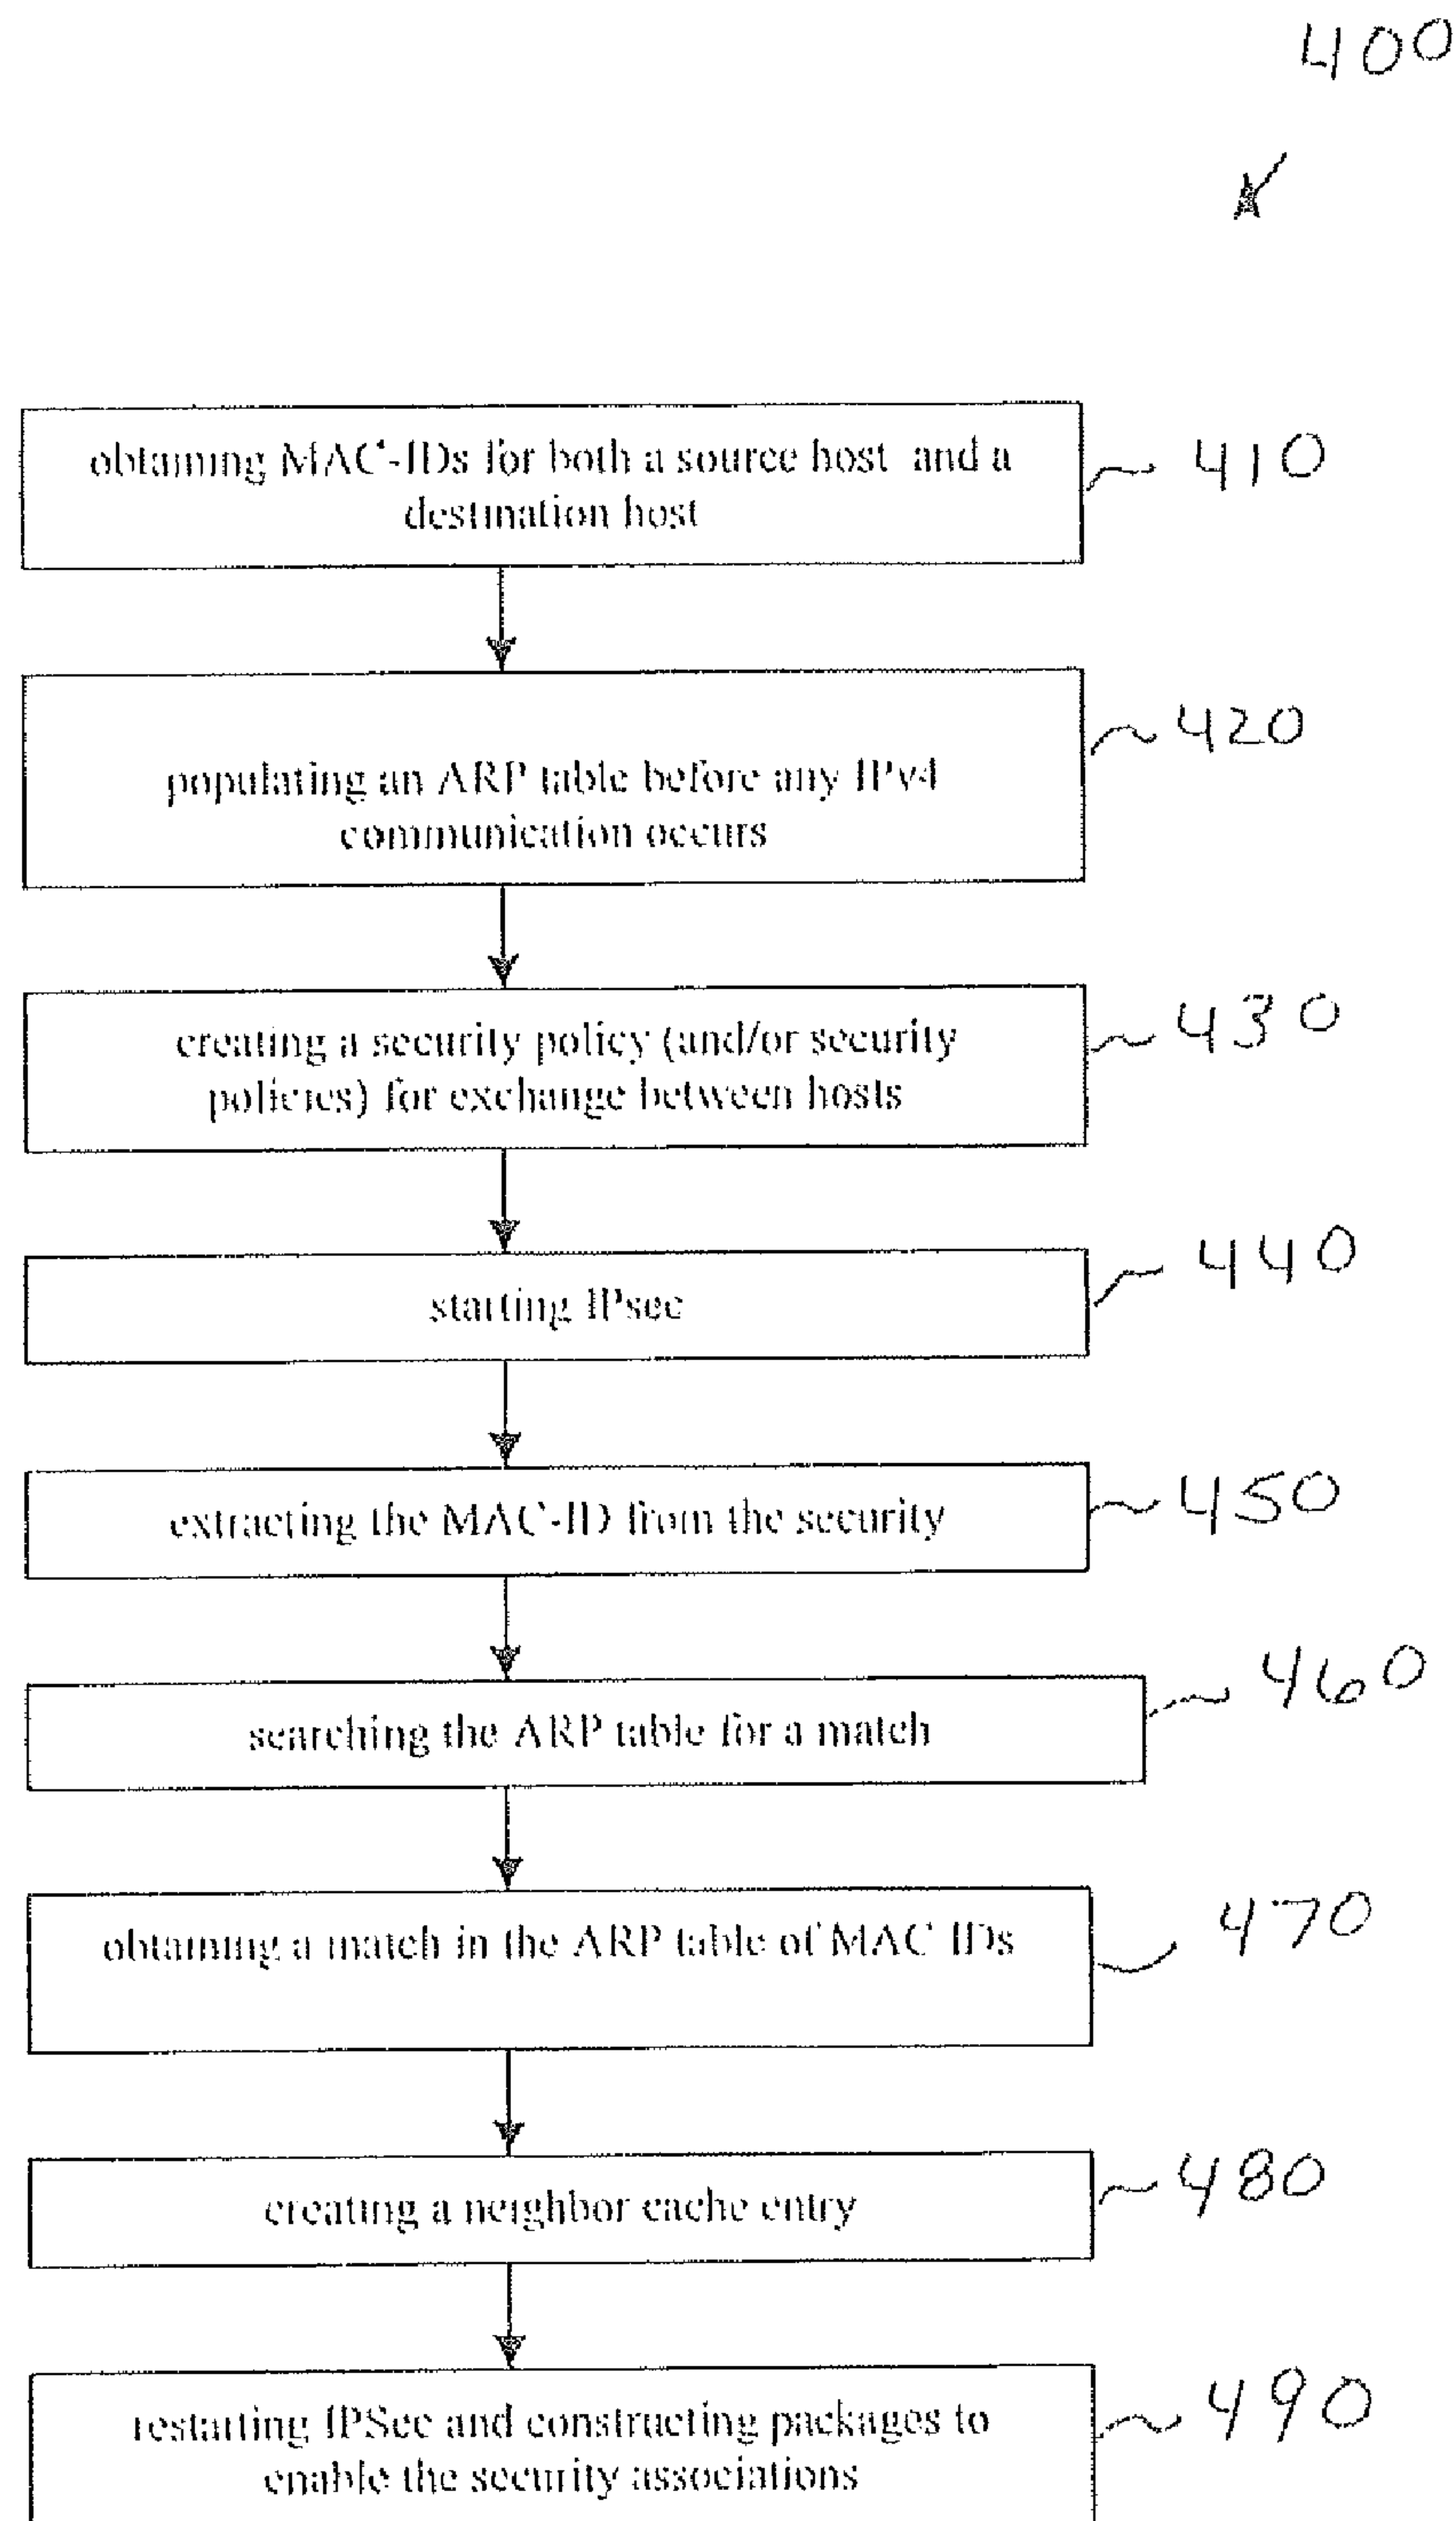 400
obtaining MAC-IDs for both a source host and a
destination host
410
420
populating an ARP table before any IPv4
communication occurs
430
creating a security policy (and/or security
policies) for exchange between hosts
440
starting IPsec
450
extracting the MAC-ID from the security
460
searching the ARP table for a match
470
obtaining a match in the ARP table of MAC IDs
480
creating a neighbor cache entry
490
restarting IPSec and constructing packages to
enable the security associations